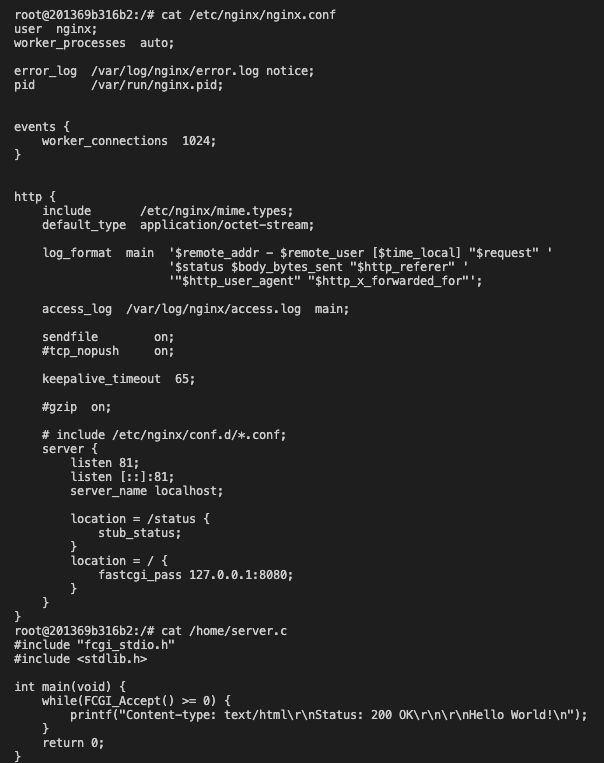 root@201369b316b2:/# cat /etc/nginx/nginx.conf
user  nginx;
worker_processes  auto;

error_log  /var/log/nginx/error.log notice;
pid        /var/run/nginx.pid;


events {
    worker_connections  1024;
}


http {
    include       /etc/nginx/mime.types;
    default_type  application/octet-stream;

    log_format  main  '$remote_addr - $remote_user [$time_local] "$request" '
                      '$status $body_bytes_sent "$http_referer" '
                      '"$http_user_agent" "$http_x_forwarded_for"';

    access_log  /var/log/nginx/access.log  main;

    sendfile        on;
    #tcp_nopush     on;

    keepalive_timeout  65;

    #gzip  on;

    # include /etc/nginx/conf.d/*.conf;
    server {
        listen 81;
        listen [::]:81;
        server_name localhost;

        location = /status {
            stub_status;
        }
        location = / {
            fastcgi_pass 127.0.0.1:8080;
        }
    }
}
root@201369b316b2:/# cat /home/server.c
#include "fcgi_stdio.h"
#include <stdlib.h>

int main(void) {
    while(FCGI_Accept() >= 0) {
        printf("Content-type: text/html\r\nStatus: 200 OK\r\n\r\nHello World!\n");
    }
    return 0;
}